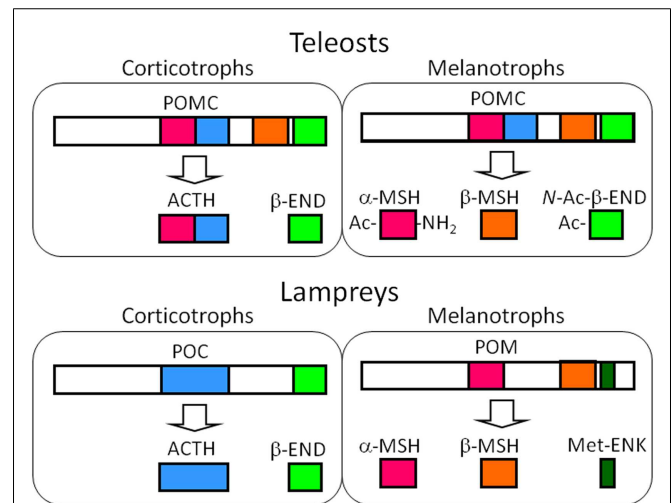 Teleosts
Corticotrophs
POMC
ACTH
β-END
Melanotrophs
POMC
α-MSH β-MSH N-Ac-β-END
Ac- -NH₂ Ac-
Lampreys
Corticotrophs
POC
ACTH
β-END
Melanotrophs
POM
α-MSH β-MSH Met-ENK